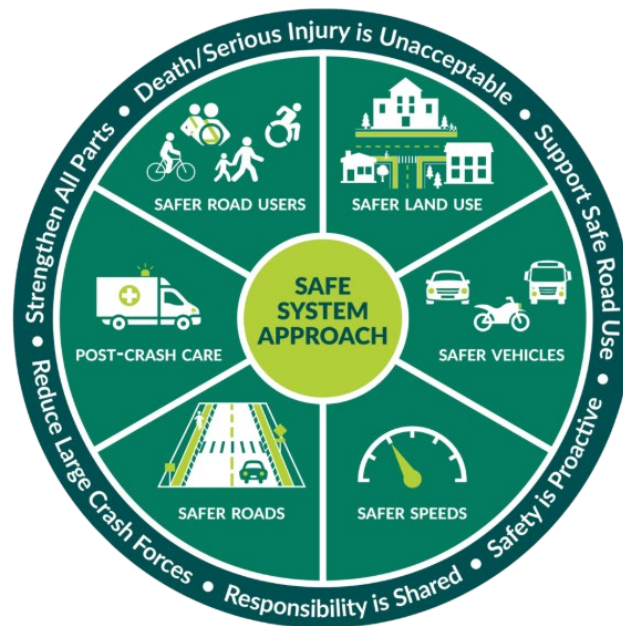 Death/Serious Injury is Unacceptable
Support Safe Road Use
Safety is Proactive
Responsibility is Shared
Reduce Large Crash Forces
Strengthen All Parts
SAFER ROAD USERS
SAFER LAND USE
SAFE
SYSTEM
APPROACH
POST-CRASH CARE
SAFER VEHICLES
SAFER ROADS
SAFER SPEEDS